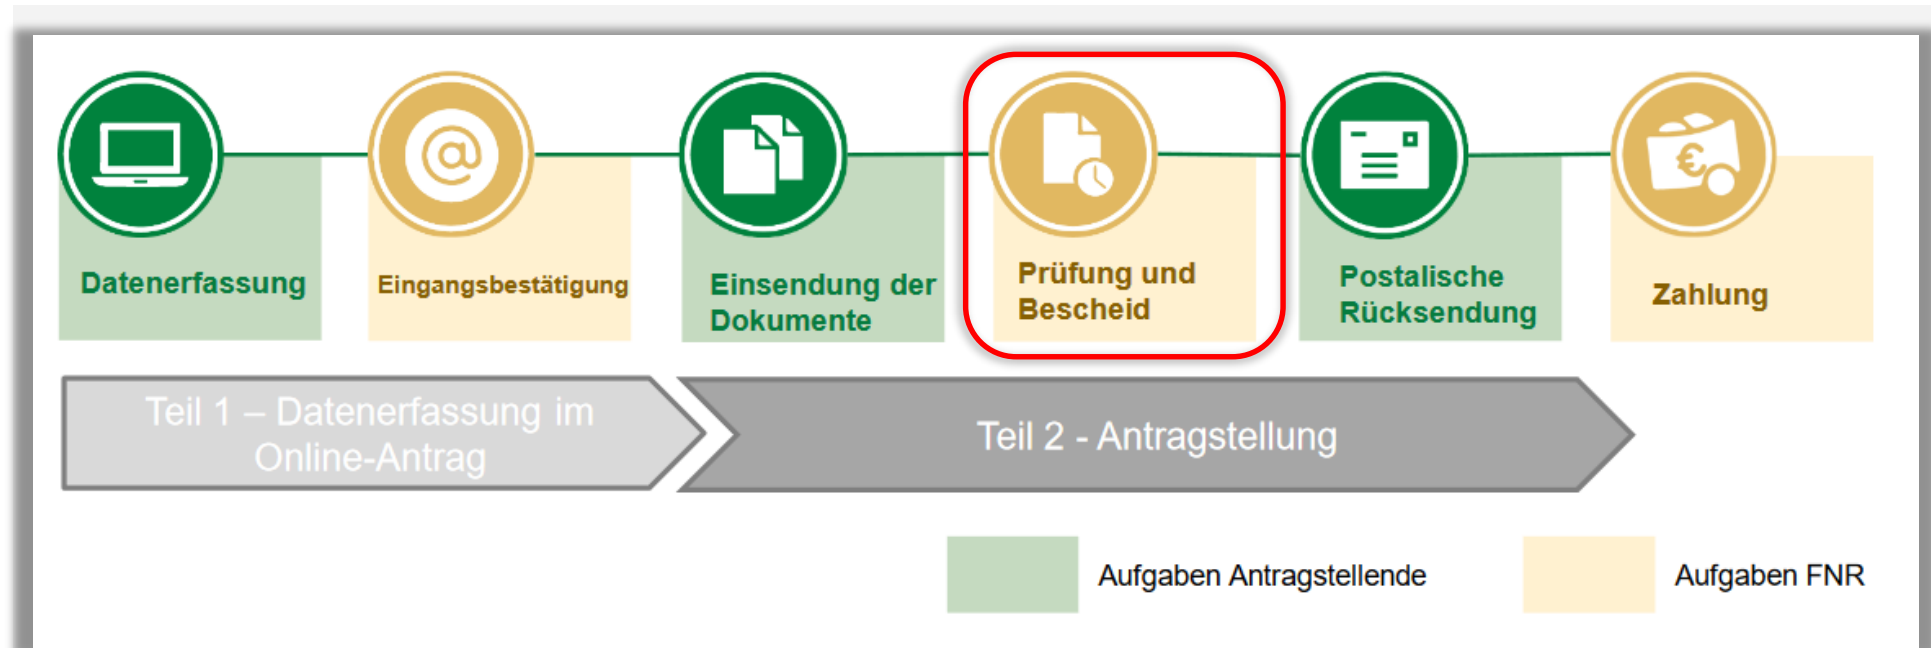 @
€
Datenerfassung
Eingangsbestätigung
Einsendung der
Dokumente
Prüfung und
Bescheid
Postalische
Rücksendung
Zahlung
Teil 1 – Datenerfassung im
Online-Antrag
Teil 2 - Antragstellung
Aufgaben Antragstellende
Aufgaben FNR